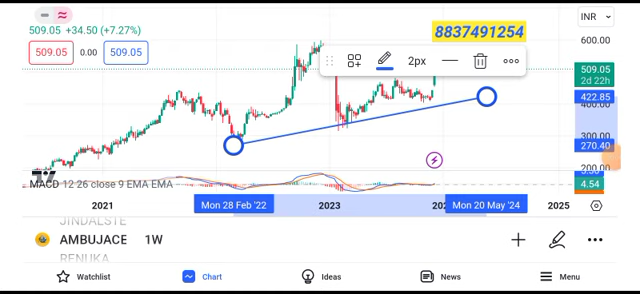 INR
509.05 +34.50 (+7.27%)
8837491254
509.05 0.00 509.05
2px
600.00
509.05
2d 22h
422.85
400.00
300.00
270.40
200.00
MACD 12 26 close 9 EMA EMA
4.54
2021 Mon 28 Feb '22 2023 Mon 20 May '24 2025
JINDALSTE
AMBUJACE 1W
RENUKA
Watchlist Chart Ideas News Menu